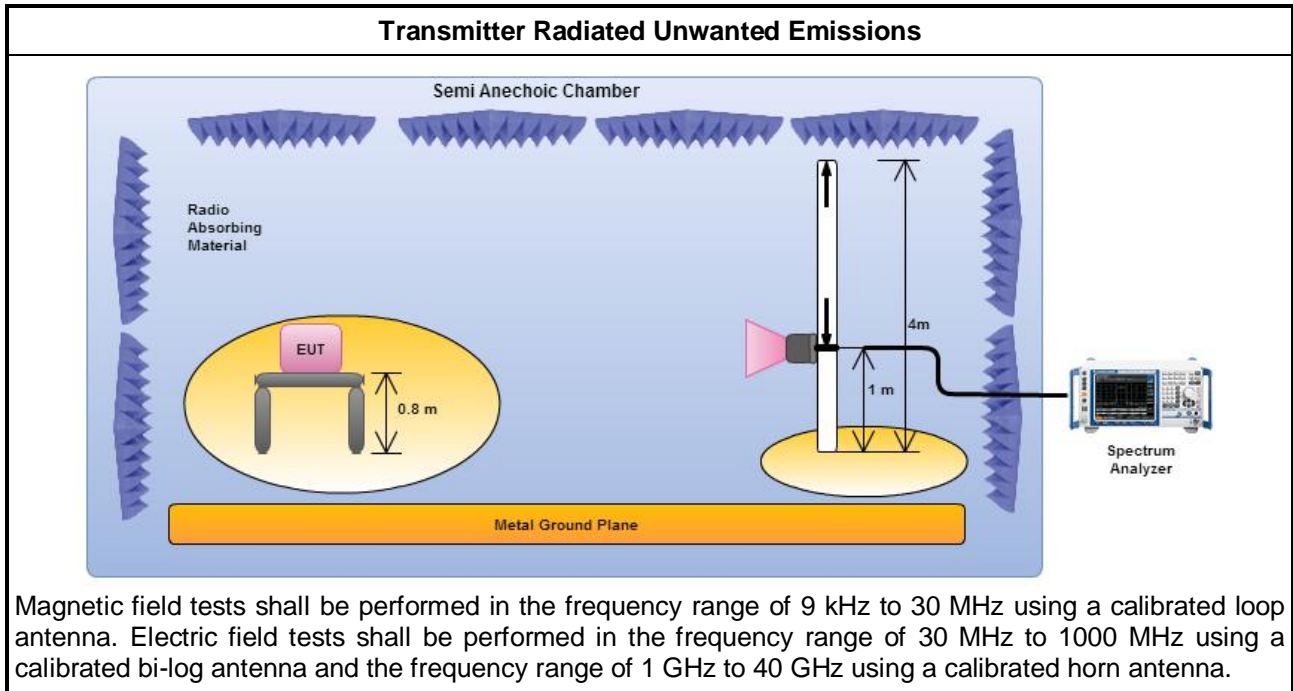 Transmitter Radiated Unwanted Emissions
Semi Anechoic Chamber
Radio
Absorbing
Material
EUT
0.8 m
4m
1 m
Spectrum
Analyzer
Metal Ground Plane
Magnetic field tests shall be performed in the frequency range of 9 kHz to 30 MHz using a calibrated loop
antenna. Electric field tests shall be performed in the frequency range of 30 MHz to 1000 MHz using a
calibrated bi-log antenna and the frequency range of 1 GHz to 40 GHz using a calibrated horn antenna.